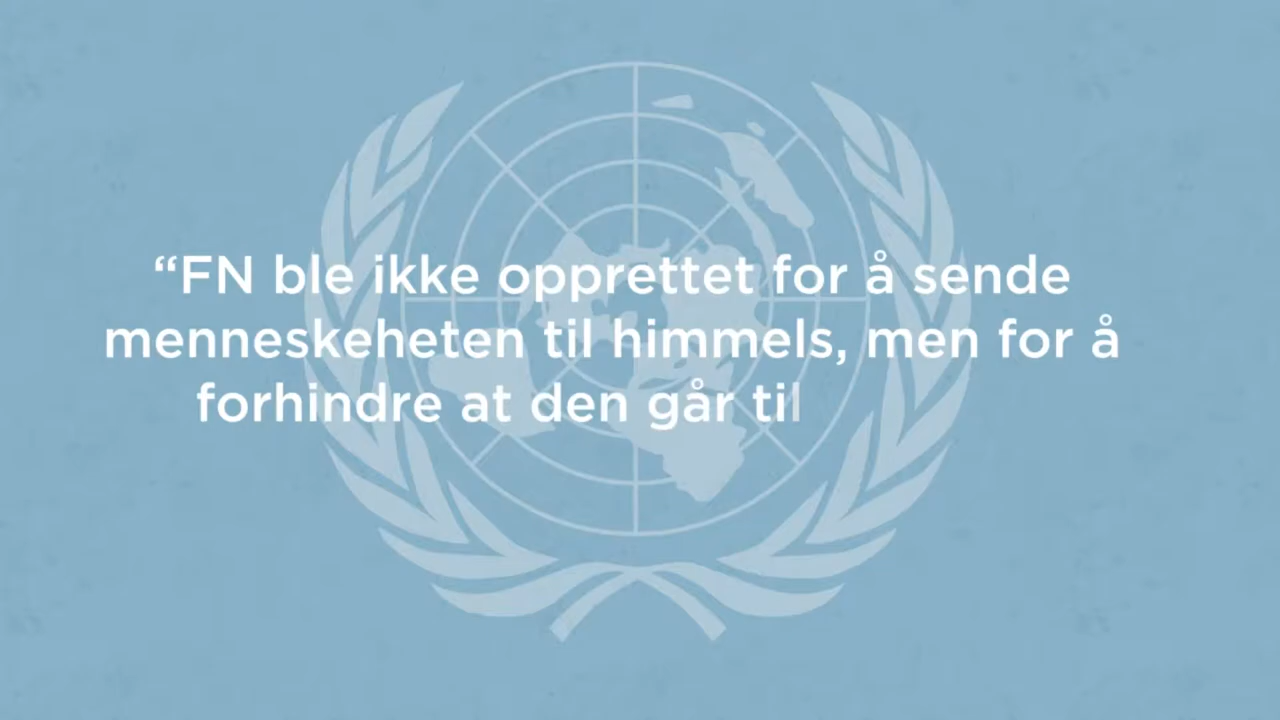 “FN ble ikke opprettet for å sende
menneskeheten til himmels, men for å
forhindre at den går til